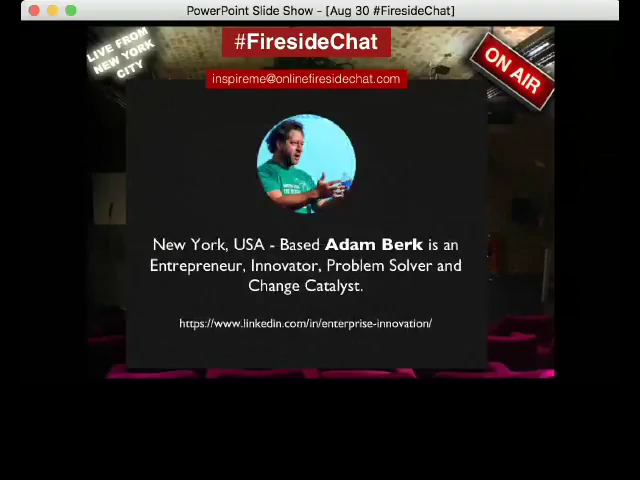 PowerPoint Slide Show - [Aug 30 #FiresideChat]
#FiresideChat
LIVE FROM
NEW YORK
CITY
ON AIR
inspireme@onlinefiresidechat.com
New York, USA - Based Adam Berk is an
Entrepreneur, Innovator, Problem Solver and
Change Catalyst.
https://www.linkedin.com/in/enterprise-innovation/